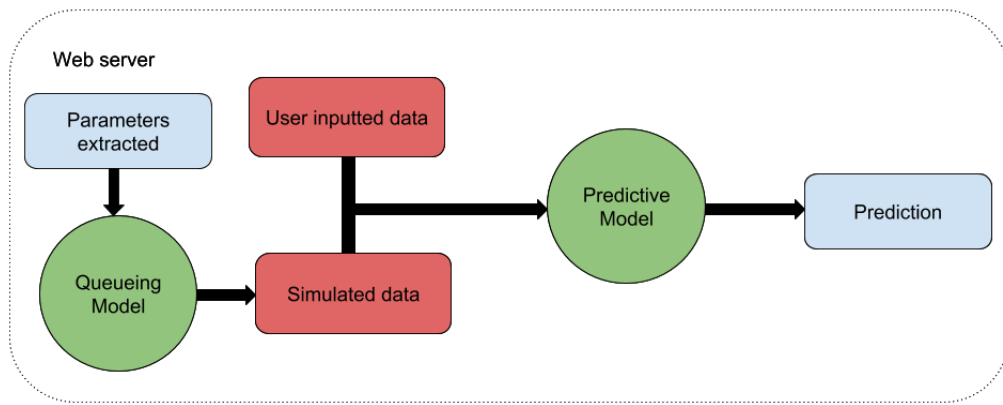 Web server
Parameters
extracted
User inputted data
Predictive
Model
Prediction
Queueing
Model
Simulated data